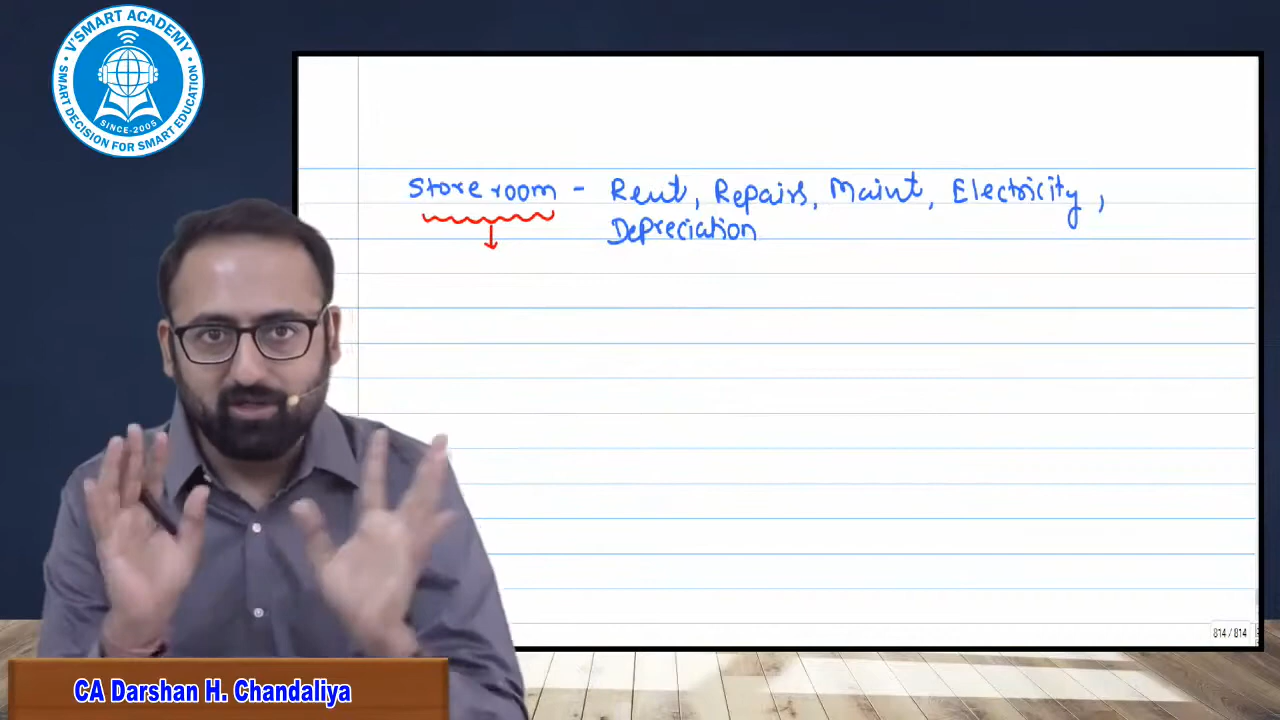 V'SMART ACADEMY
SINCE-2005
SMART DECISION FOR SMART EDUCATION
Store room - Rent, Repairs, Maint, Electricity,
Depreciation
814 / 814
CA Darshan H. Chandaliya